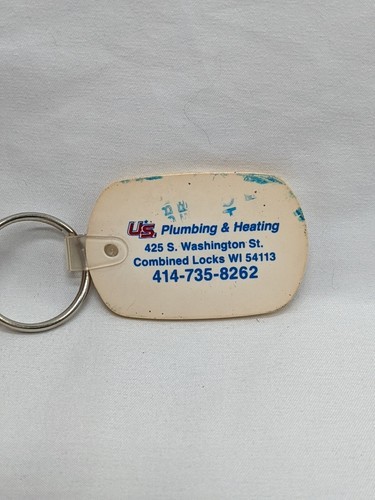 US Plumbing & Heating
425 S. Washington St.
Combined Locks WI 54113
414-735-8262